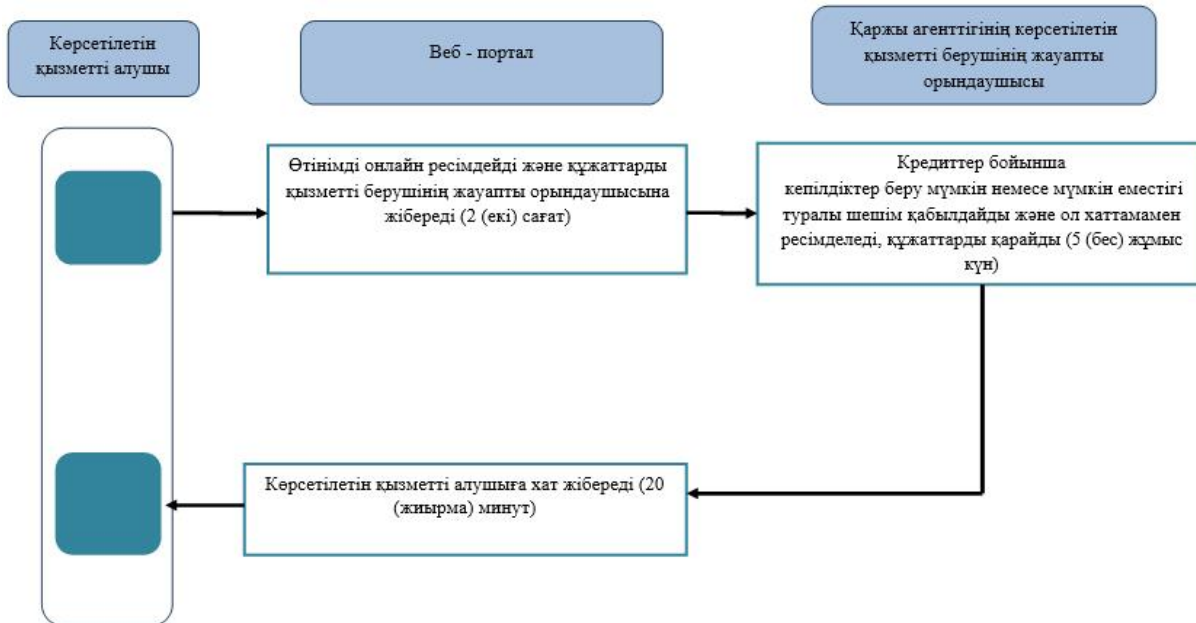 Көрсетілетін
қызметті алушы
Веб - портал
Қаржы агенттігінің көрсетілетін
қызметті берушінің жауапты
орындаушысы
Өтінімді онлайн ресімдейді және құжаттарды
қызметті берушінің жауапты орындаушысына
жібереді (2 (екі) сағат)
Кредиттер бойынша
кепілдіктер беру мүмкін немесе мүмкін еместігі
туралы шешім қабылдайды және ол хаттамамен
ресімделеді, құжаттарды қарайды (5 (бес) жұмыс
күн)
Көрсетілетін қызметті алушыға хат жібереді (20
(жиырма) минут)